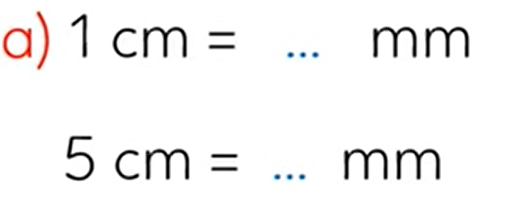 a) 1 cm = ... mm
5 cm = ... mm